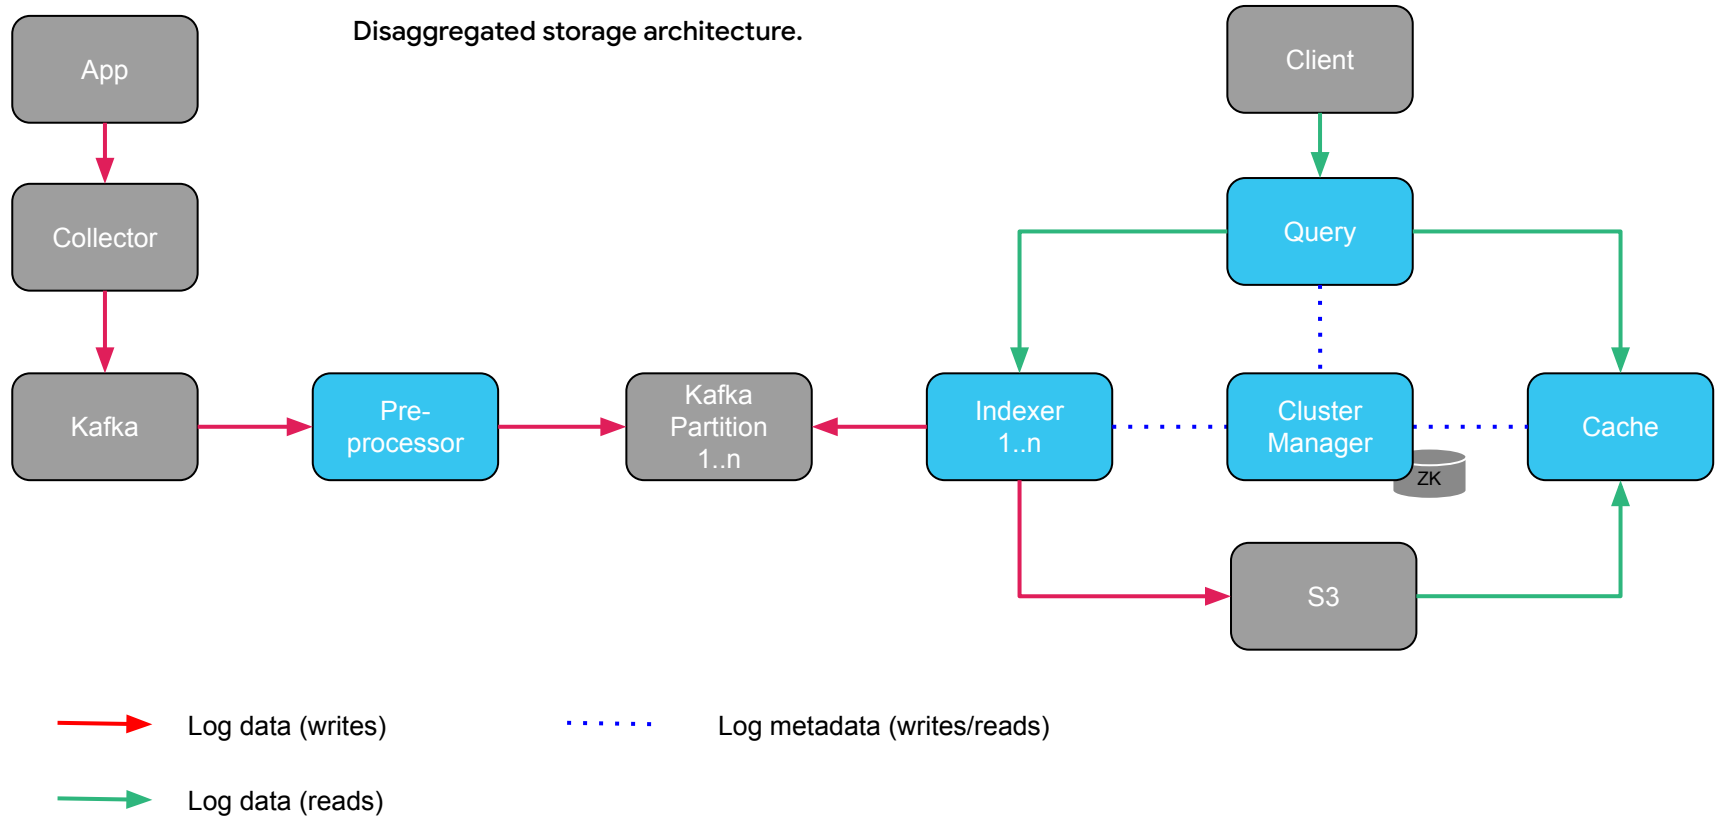 Disaggregated storage architecture.
App
Client
Collector
Query
Kafka
Pre-
processor
Kafka
Partition
1..n
Indexer
1..n
Cluster
Manager
ZK
Cache
S3
Log data (writes)
Log metadata (writes/reads)
Log data (reads)